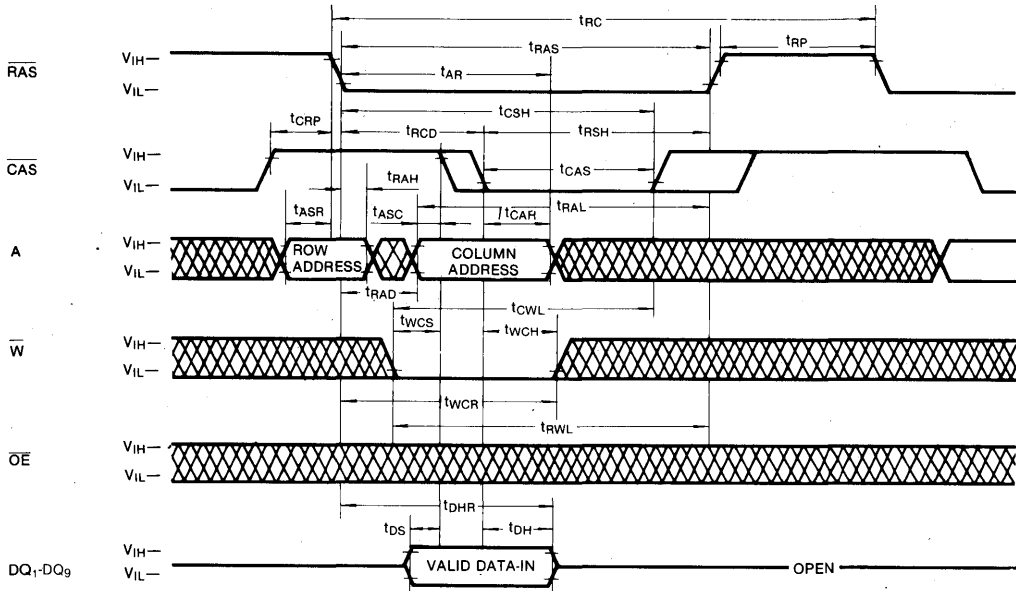 tRC
tRAS
tRP
RAS
VIH—
VIL—
tAR
tCSH
tCRP
tRCD
tRSH
CAS
VIH—
VIL—
tCAS
tRAH
tRAL
tASR
tASC
tCAH
A
VIH—
VIL—
ROW
ADDRESS
COLUMN
ADDRESS
tRAD
tCWL
tWCS
tWCH
W
VIH—
VIL—
tWCR
tRWL
OE
VIH—
VIL—
tDHR
tDS
tDH
DQ1-DQ9
VIH—
VIL—
VALID DATA-IN
OPEN